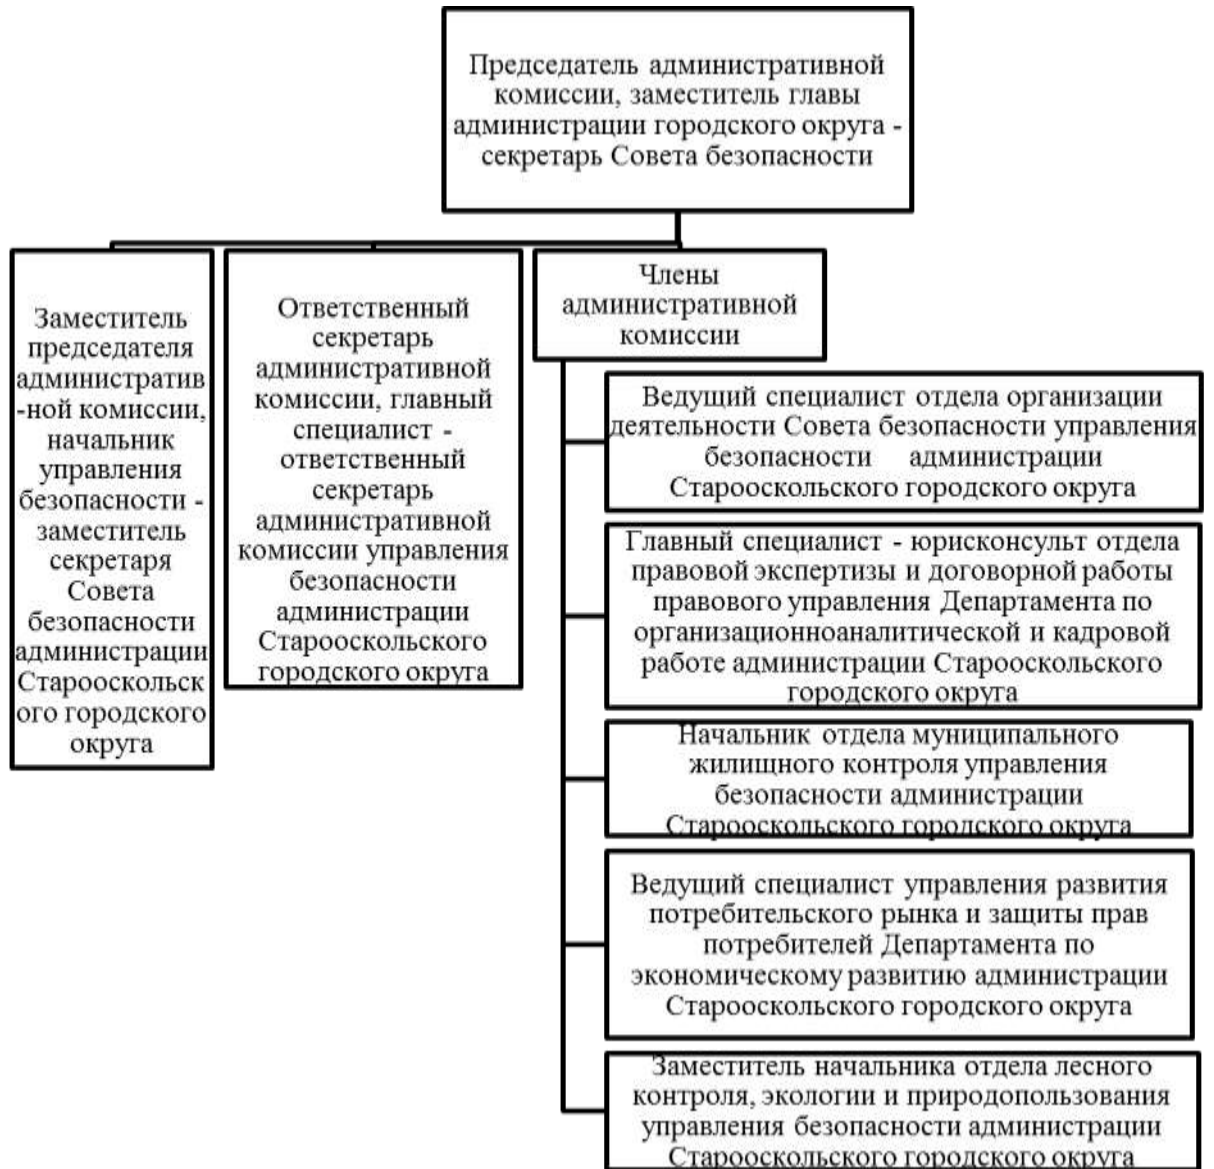 Председатель административной
комиссии, заместитель главы
администрации городского округа -
секретарь Совета безопасности
Заместитель
председателя
административ
-ной комиссии,
начальник
управления
безопасности -
заместитель
секретаря
Совета
безопасности
администрации
Старооскольск
ого городского
округа
Ответственный
секретарь
административной
комиссии, главный
специалист -
ответственный
секретарь
административной
комиссии управления
безопасности
администрации
Старооскольского
городского округа
Члены
административной
комиссии
Ведущий специалист отдела организации
деятельности Совета безопасности управления
безопасности администрации
Старооскольского городского округа
Главный специалист - юрисконсульт отдела
правовой экспертизы и договорной работы
правового управления Департамента по
организационноаналитической и кадровой
работе администрации Старооскольского
городского округа
Начальник отдела муниципального
жилищного контроля управления
безопасности администрации
Старооскольского городского округа
Ведущий специалист управления развития
потребительского рынка и защиты прав
потребителей Департамента по
экономическому развитию администрации
Старооскольского городского округа
Заместитель начальника отдела лесного
контроля, экологии и природопользования
управления безопасности администрации
Старооскольского городского округа